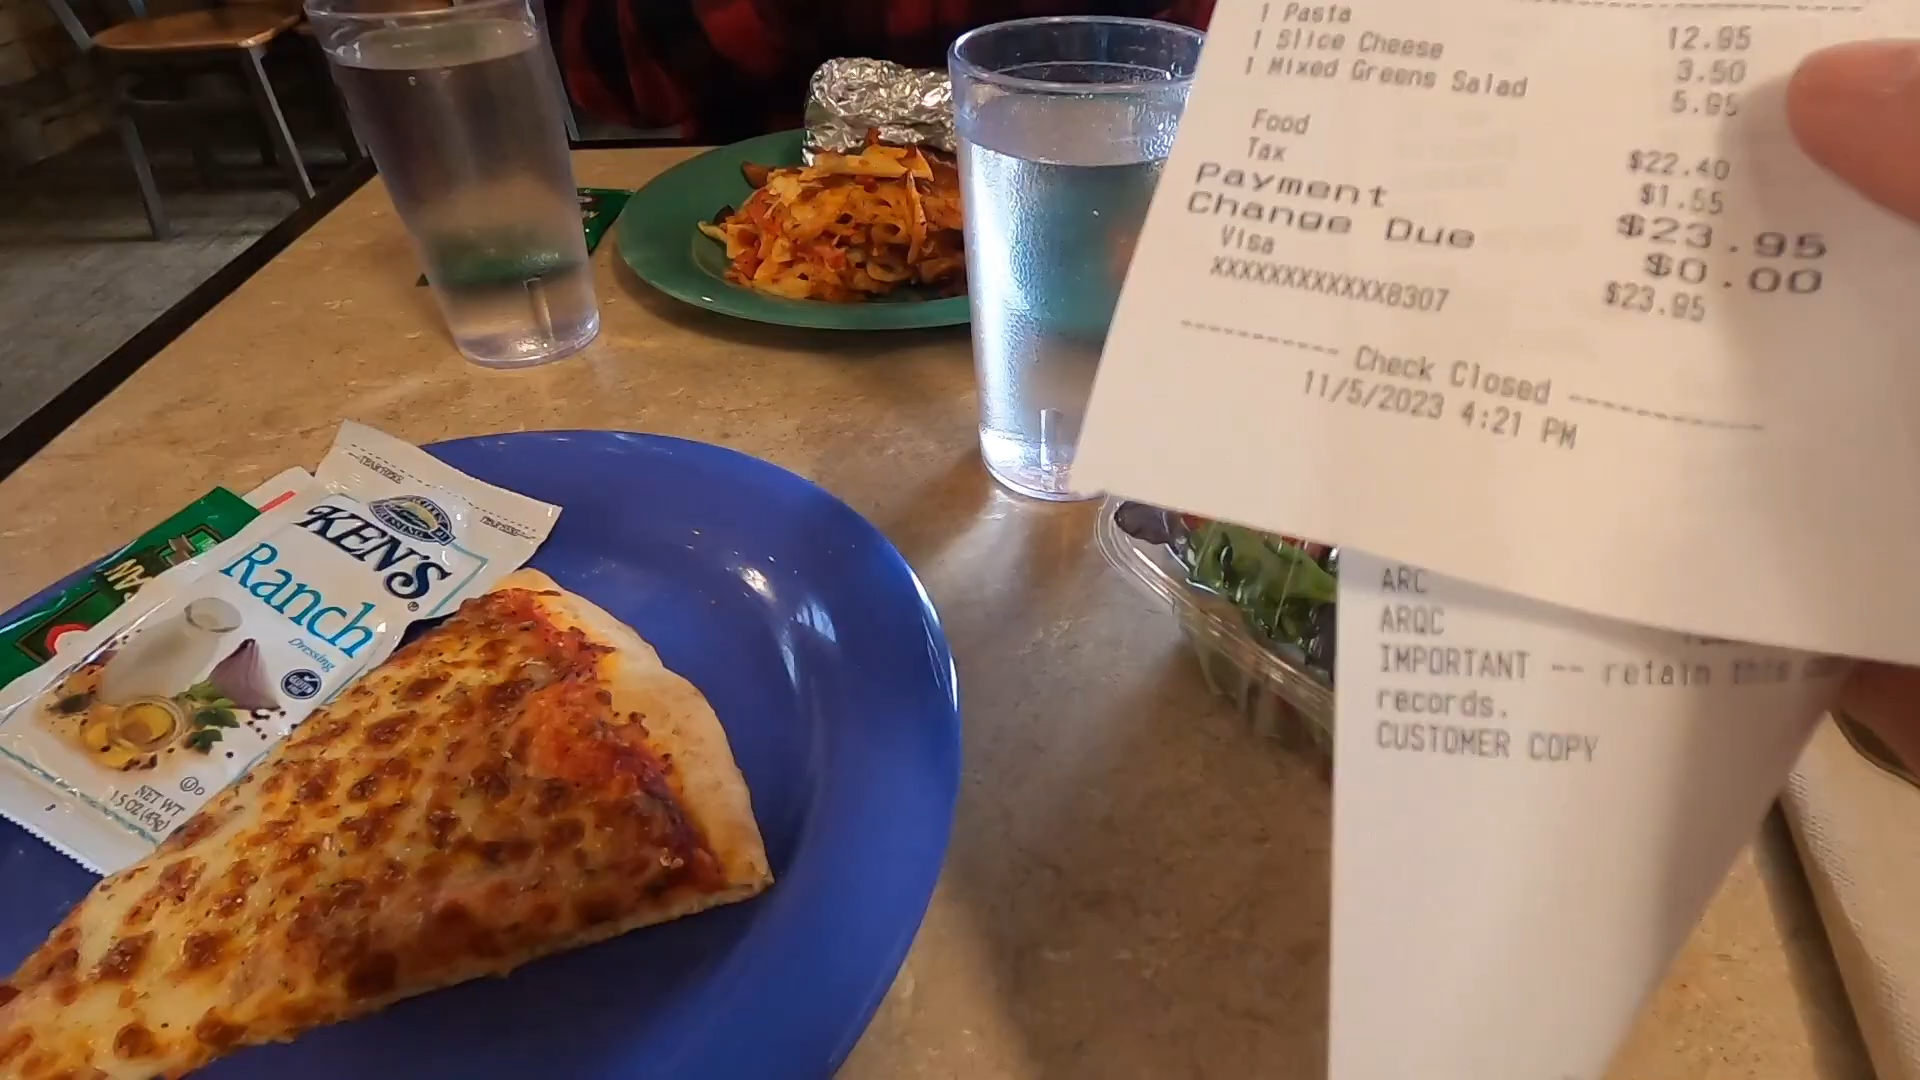 1 Pasta 12.95
1 Slice Cheese 3.50
1 Mixed Greens Salad 5.95
Food $22.40
Tax $1.55
Payment $23.95
Change Due $0.00
Visa $23.95
XXXXXXXXXXXX8307
---------- Check Closed ----------
11/5/2023 4:21 PM
ARC
ARQC
IMPORTANT -- retain this
records.
CUSTOMER COPY
KEN'S
Ranch
Dressing
NET WT
1.5 OZ (43g)